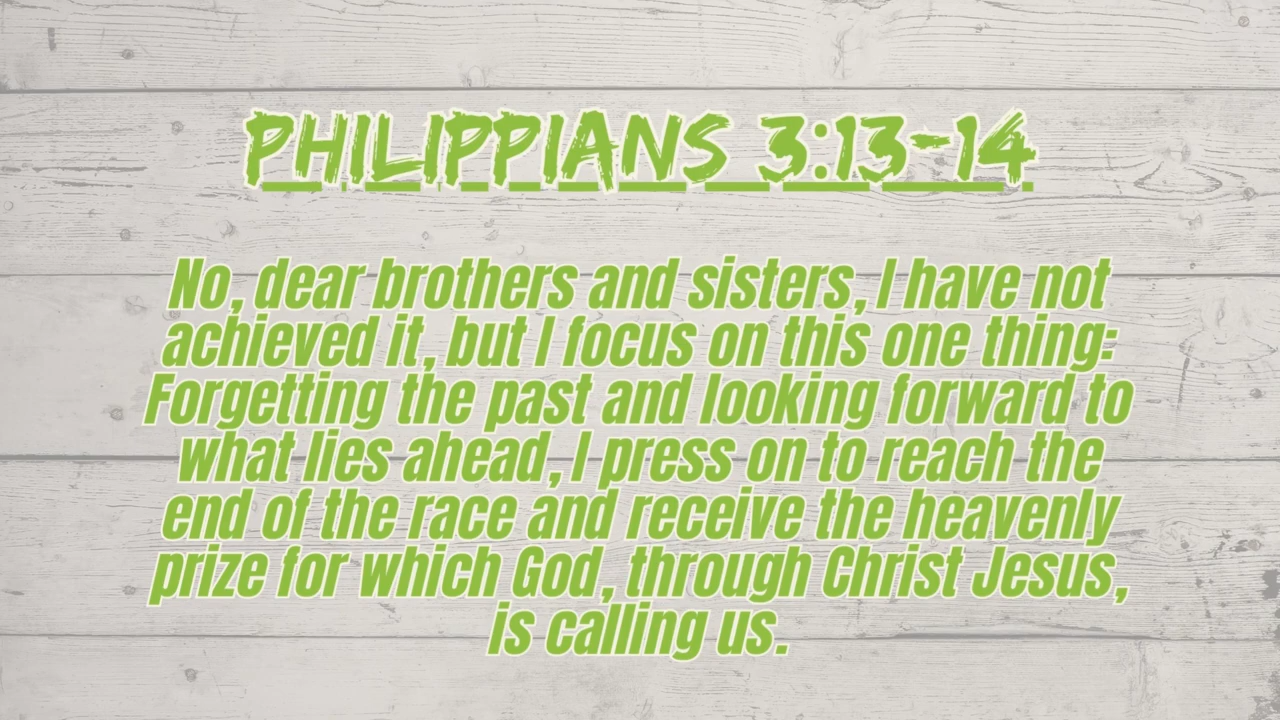 PHILIPPIANS 3:13-14
No, dear brothers and sisters, I have not
achieved it, but I focus on this one thing:
Forgetting the past and looking forward to
what lies ahead, I press on to reach the
end of the race and receive the heavenly
prize for which God, through Christ Jesus,
is calling us.